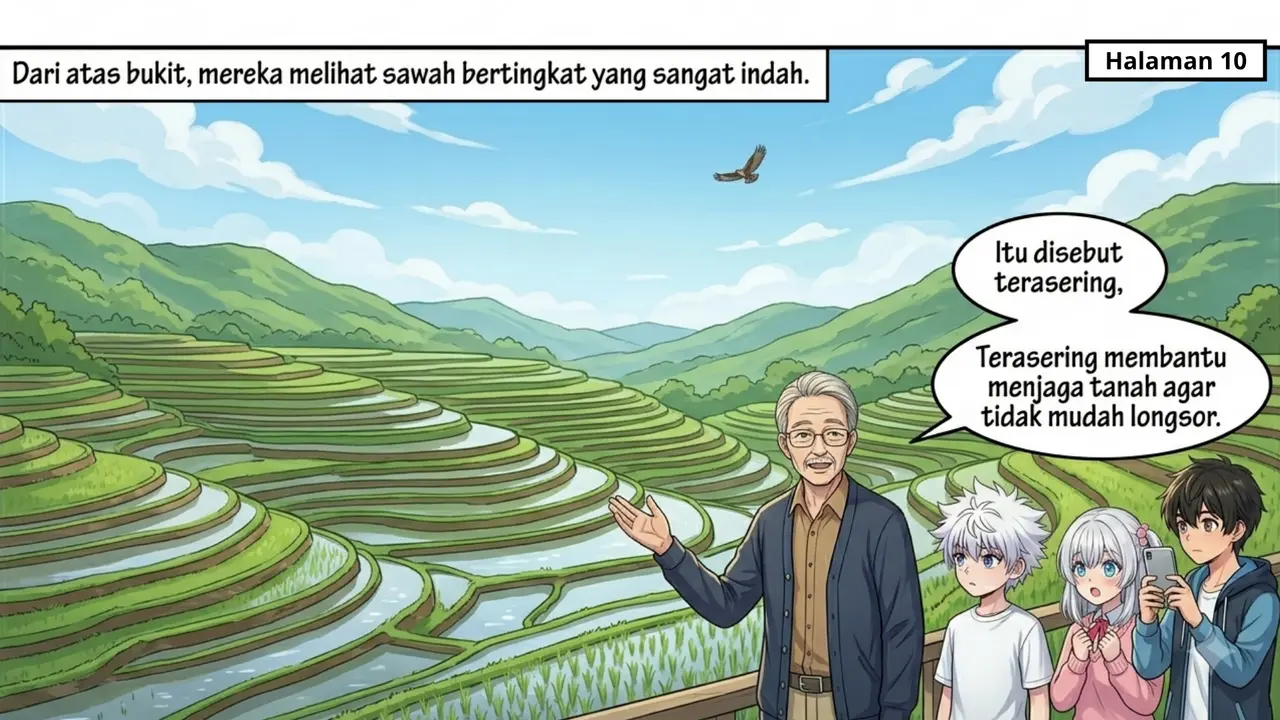 Dari atas bukit, mereka melihat sawah bertingkat yang sangat indah.
Halaman 10
Itu disebut
terasering,
Terasering membantu
menjaga tanah agar
tidak mudah longsor.